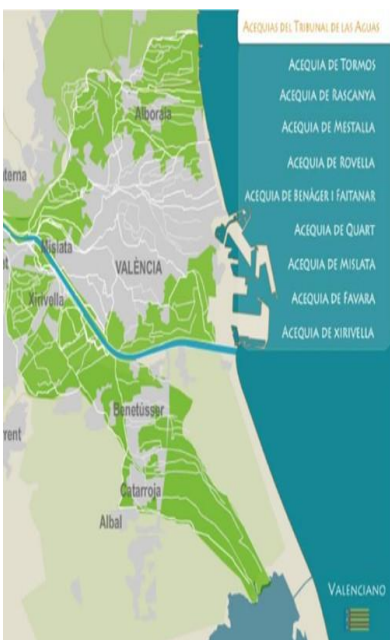 ACEQUIAS DEL TRIBUNAL DE LAS AGUAS
ACEQUIA DE TORMOS
ACEQUIA DE RASCANYA
ACEQUIA DE MESTALLA
ACEQUIA DE ROVELLA
ACEQUIA DE BENÀGER I FAITANAR
ACEQUIA DE QUART
ACEQUIA DE MISLATA
ACEQUIA DE FAVARA
ACEQUIA DE XIRIVELLA
Alboraia
terna
Mislata
VALÈNCIA
t
Xirivella
Benetússer
rrent
Catarroja
Albal
VALENCIANO